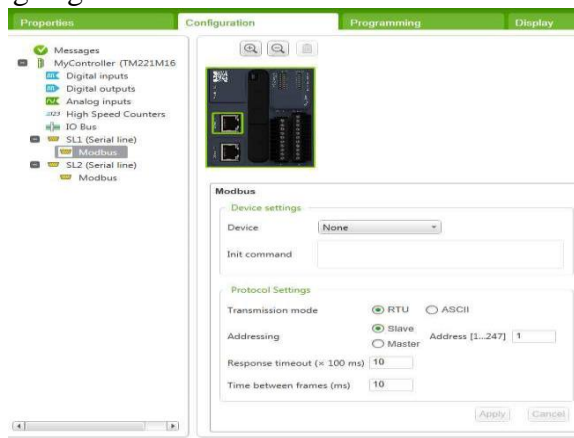 Properties
Configuration
Programming
Display
Messages
MyController (TM221M16
Digital inputs
Digital outputs
Analog inputs
High Speed Counters
IO Bus
SL1 (Serial line)
Modbus
SL2 (Serial line)
Modbus
Modbus
Device settings
Device None
Init command
Protocol Settings
Transmission mode RTU ASCII
Addressing Slave Master Address [1...247] 1
Response timeout (× 100 ms) 10
Time between frames (ms) 10
Apply Cancel